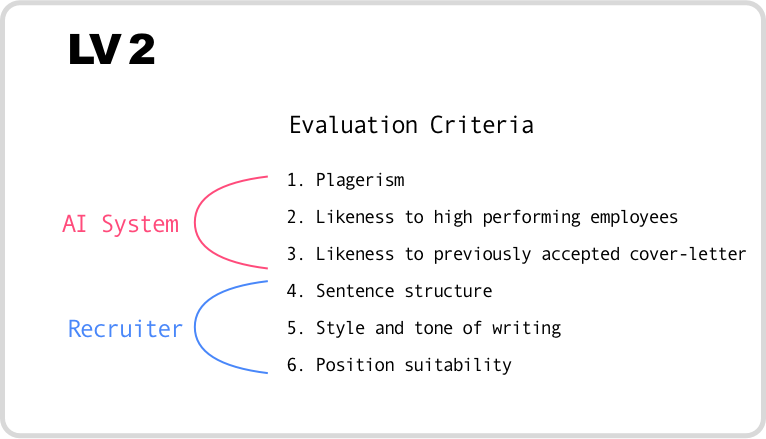 LV 2
Evaluation Criteria
1. Plagerism
2. Likeness to high performing employees
3. Likeness to previously accepted cover-letter
4. Sentence structure
5. Style and tone of writing
6. Position suitability
AI System
Recruiter